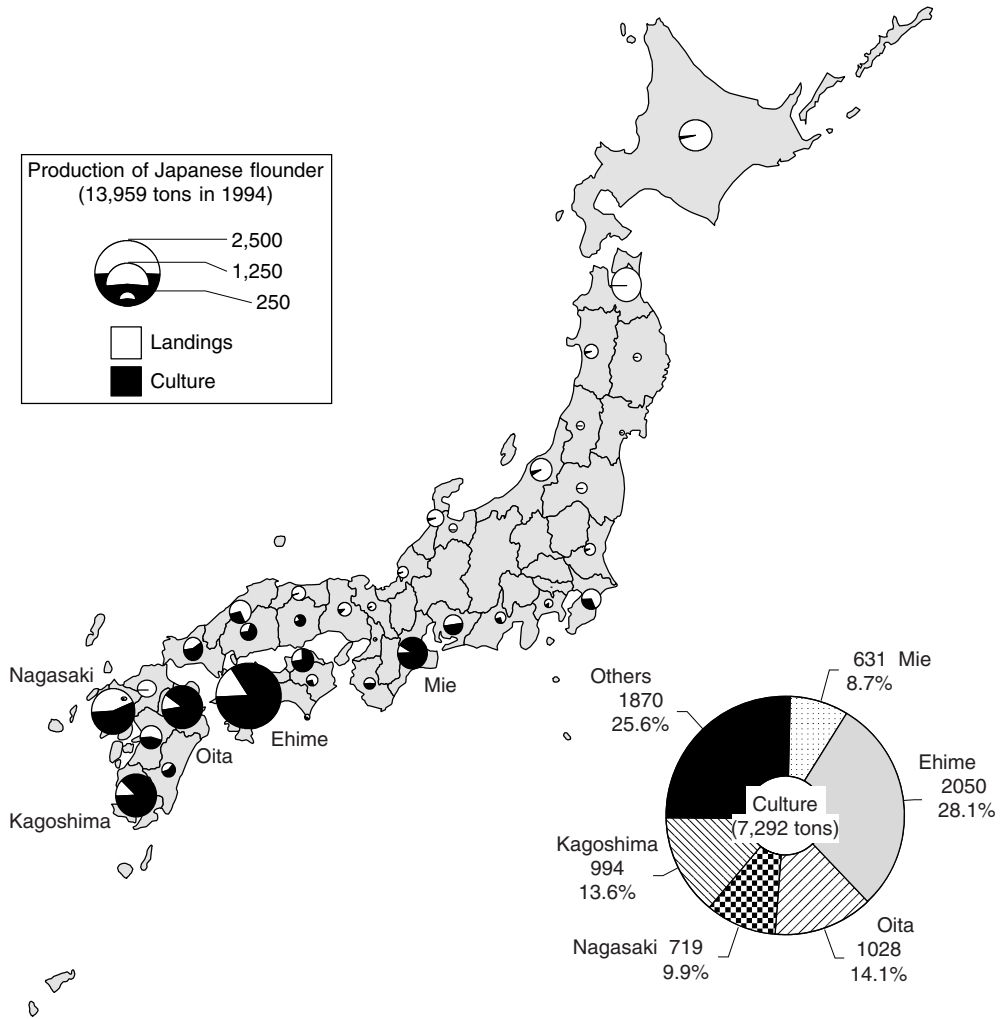 Production of Japanese flounder
(13,959 tons in 1994)
2,500
1,250
250
Landings
Culture
Nagasaki
Mie
Ehime
Oita
Kagoshima
631 Mie
8.7%
Others
1870
25.6%
Ehime
2050
28.1%
Culture
(7,292 tons)
Kagoshima
994
13.6%
Oita
1028
14.1%
Nagasaki 719
9.9%